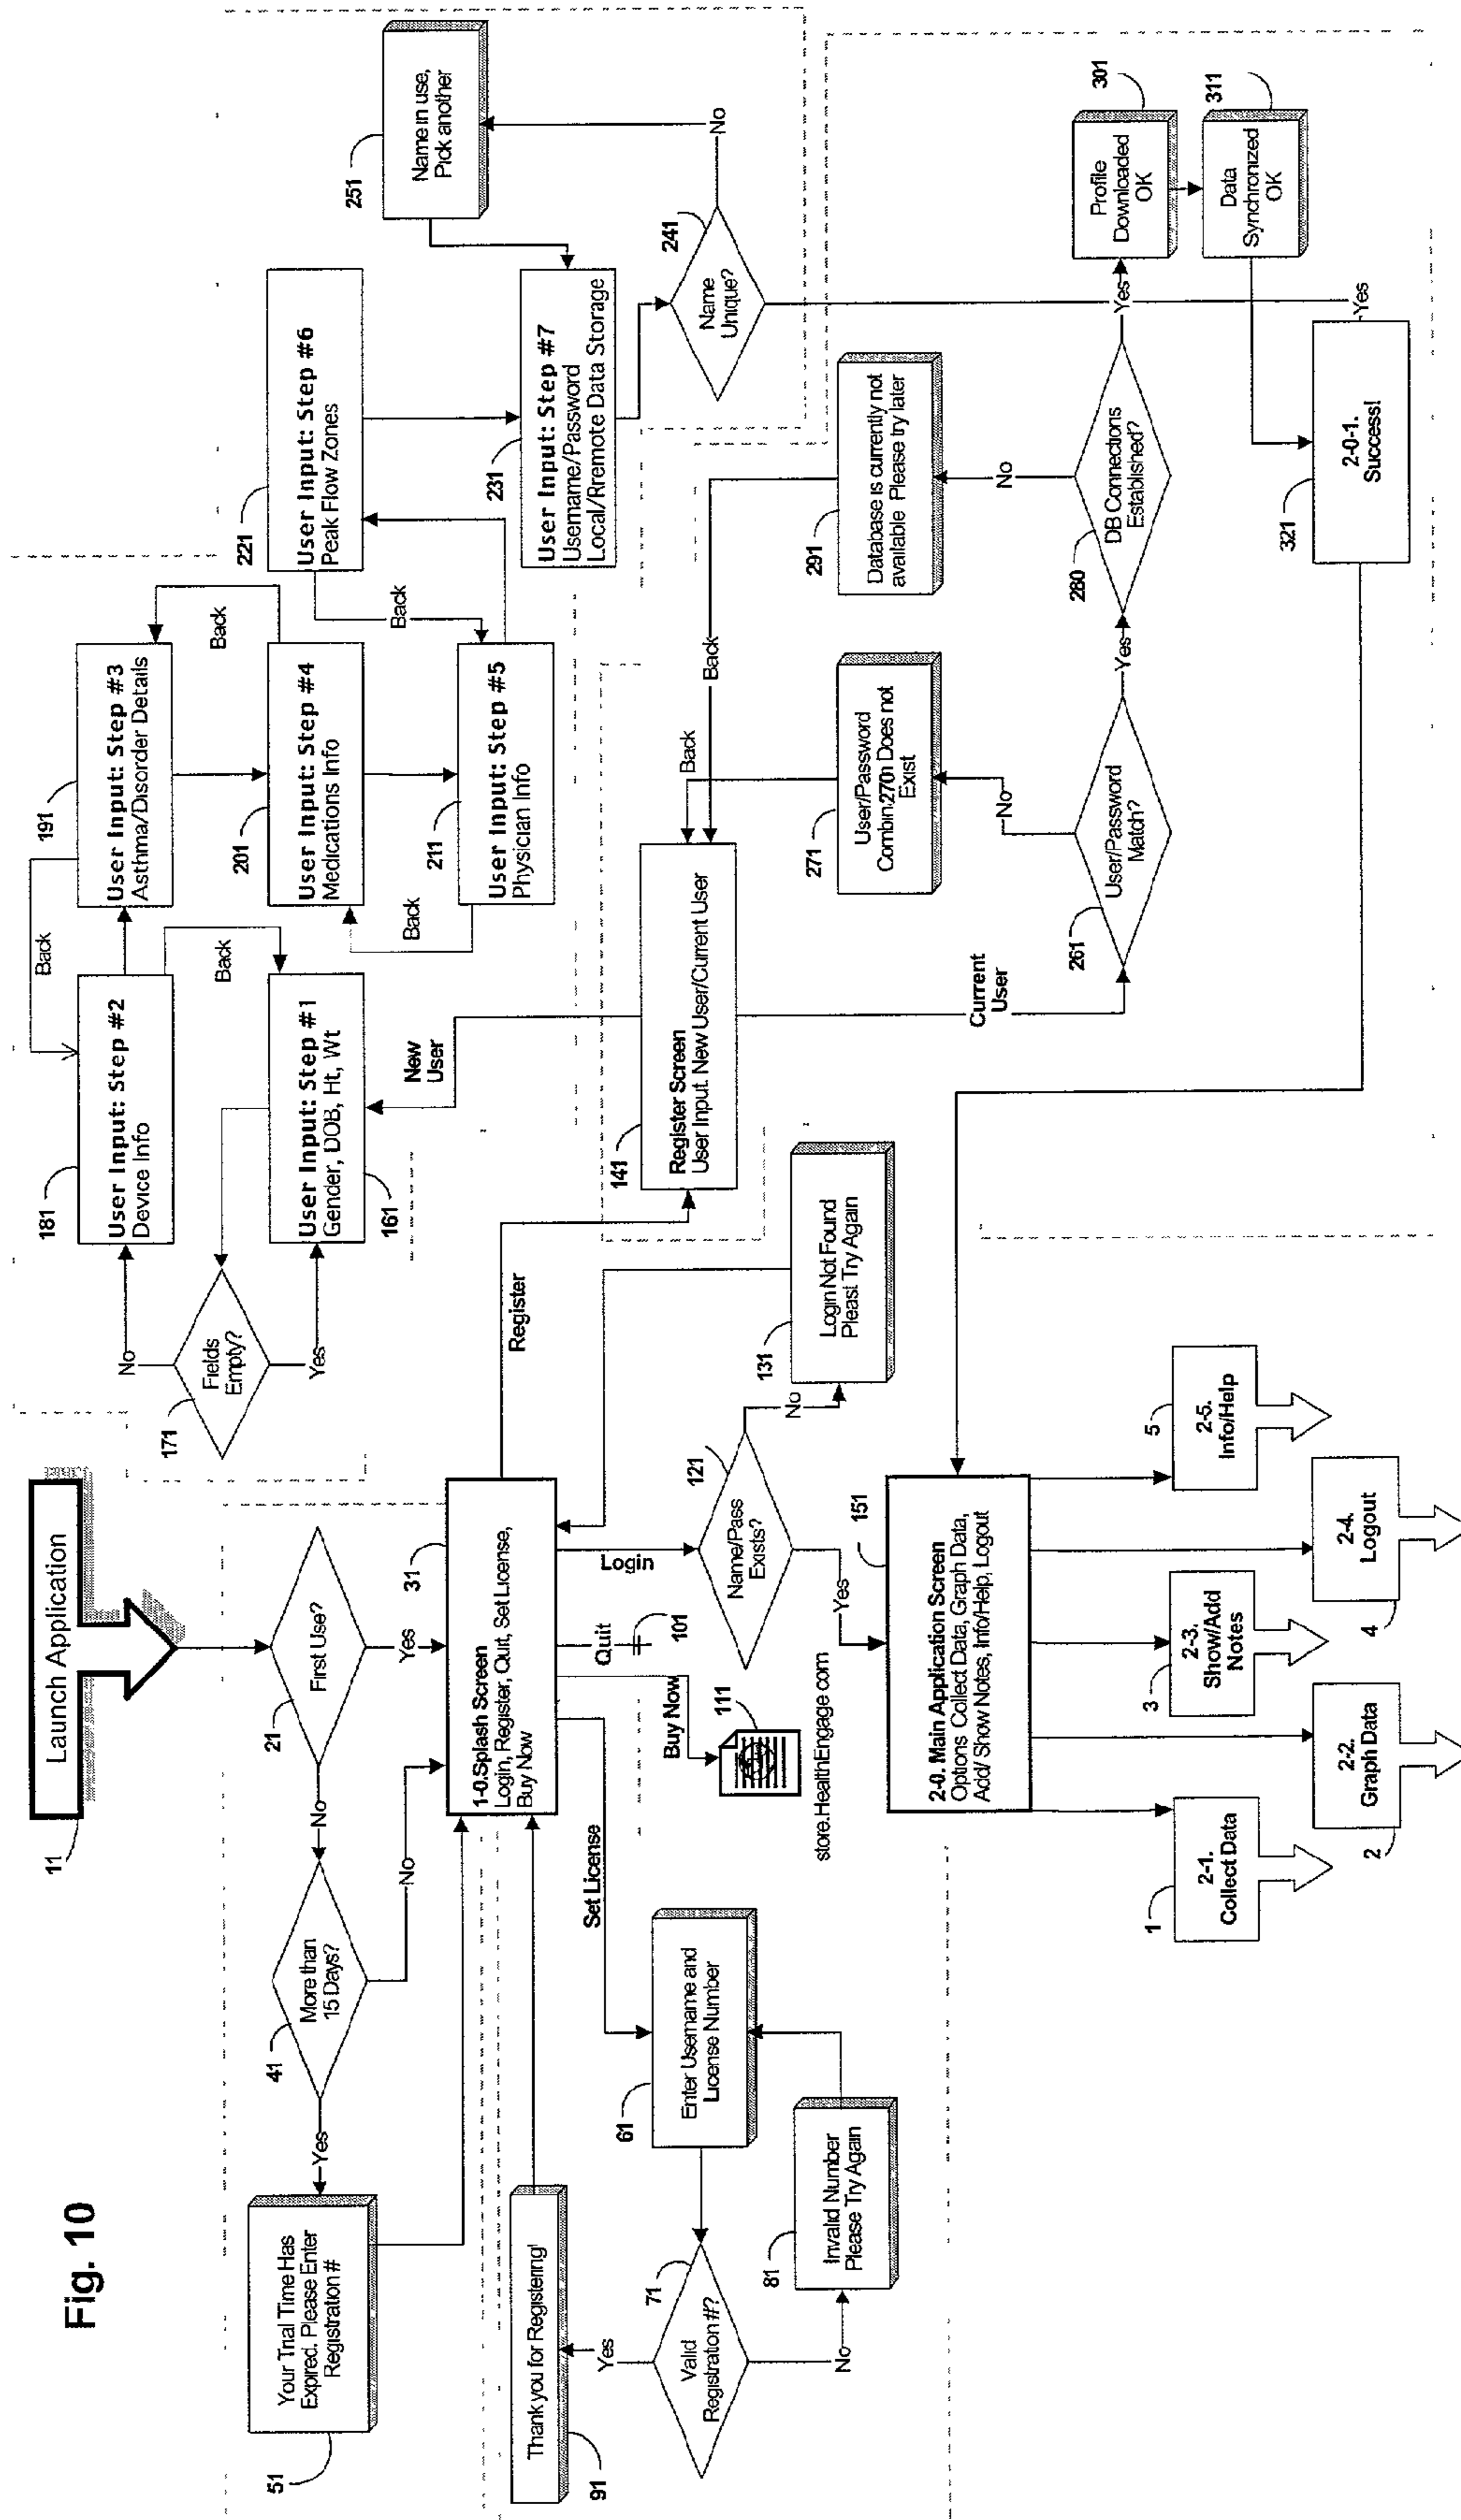 Fig. 10
Launch Application
11
First Use?
21
Yes
No
More than
15 Days?
41
Yes
No
Your Trial Time Has
Expired. Please Enter
Registration #
51
1-0.Splash Screen
Login, Register, Quit, Set License,
Buy Now
31
Set License
Buy Now
Quit
Login
Register
101
111
store.HealthEngage com
Enter Username and
License Number
61
Valid
Registration #?
71
Yes
No
Invalid Number
Please Try Again
81
Thank you for Registering!
91
Name/Pass
Exists?
121
No
Yes
Login Not Found
Pleast Try Again
131
Register Screen
User Input. New User/Current User
141
New
User
Current
User
2-0. Main Application Screen
Options Collect Data, Graph Data,
Add/ Show Notes, Info/Help, Logout
151
2-1.
Collect Data
1
2-2.
Graph Data
2
2-3.
Show/Add
Notes
3
2-4.
Logout
4
2-5.
Info/Help
5
User Input: Step #1
Gender, DOB, Ht, Wt
161
Fields
Empty?
171
No
Yes
User Input: Step #2
Device Info
181
Back
Back
User Input: Step #3
Asthma/Disorder Details
191
Back
User Input: Step #4
Medications Info
201
Back
User Input: Step #5
Physician Info
211
Back
User Input: Step #6
Peak Flow Zones
221
User Input: Step #7
Username/Password
Local/Rremote Data Storage
231
Name
Unique?
241
No
Yes
Name in use,
Pick another
251
User/Password
Match?
261
No
Yes
User/Password
Combin270n Does not
Exist
271
Back
DB Connections
Established?
280
No
Yes
Database is currently not
available Please try later
291
Back
Profile
Downloaded
OK
301
Data
Synchronized
OK
311
2-0-1.
Success!
321